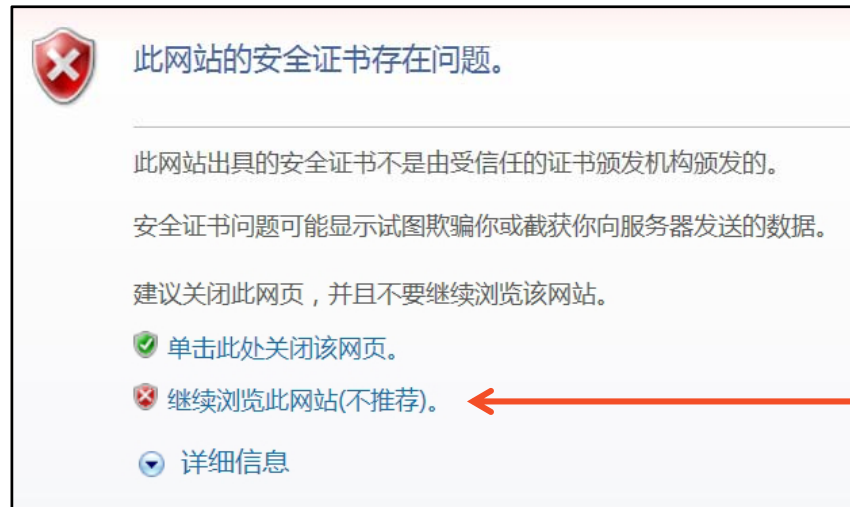 此网站的安全证书存在问题。
此网站出具的安全证书不是由受信任的证书颁发机构颁发的。
安全证书问题可能显示试图欺骗你或截获你向服务器发送的数据。
建议关闭此网页，并且不要继续浏览该网站。
单击此处关闭该网页。
继续浏览此网站(不推荐)。
详细信息